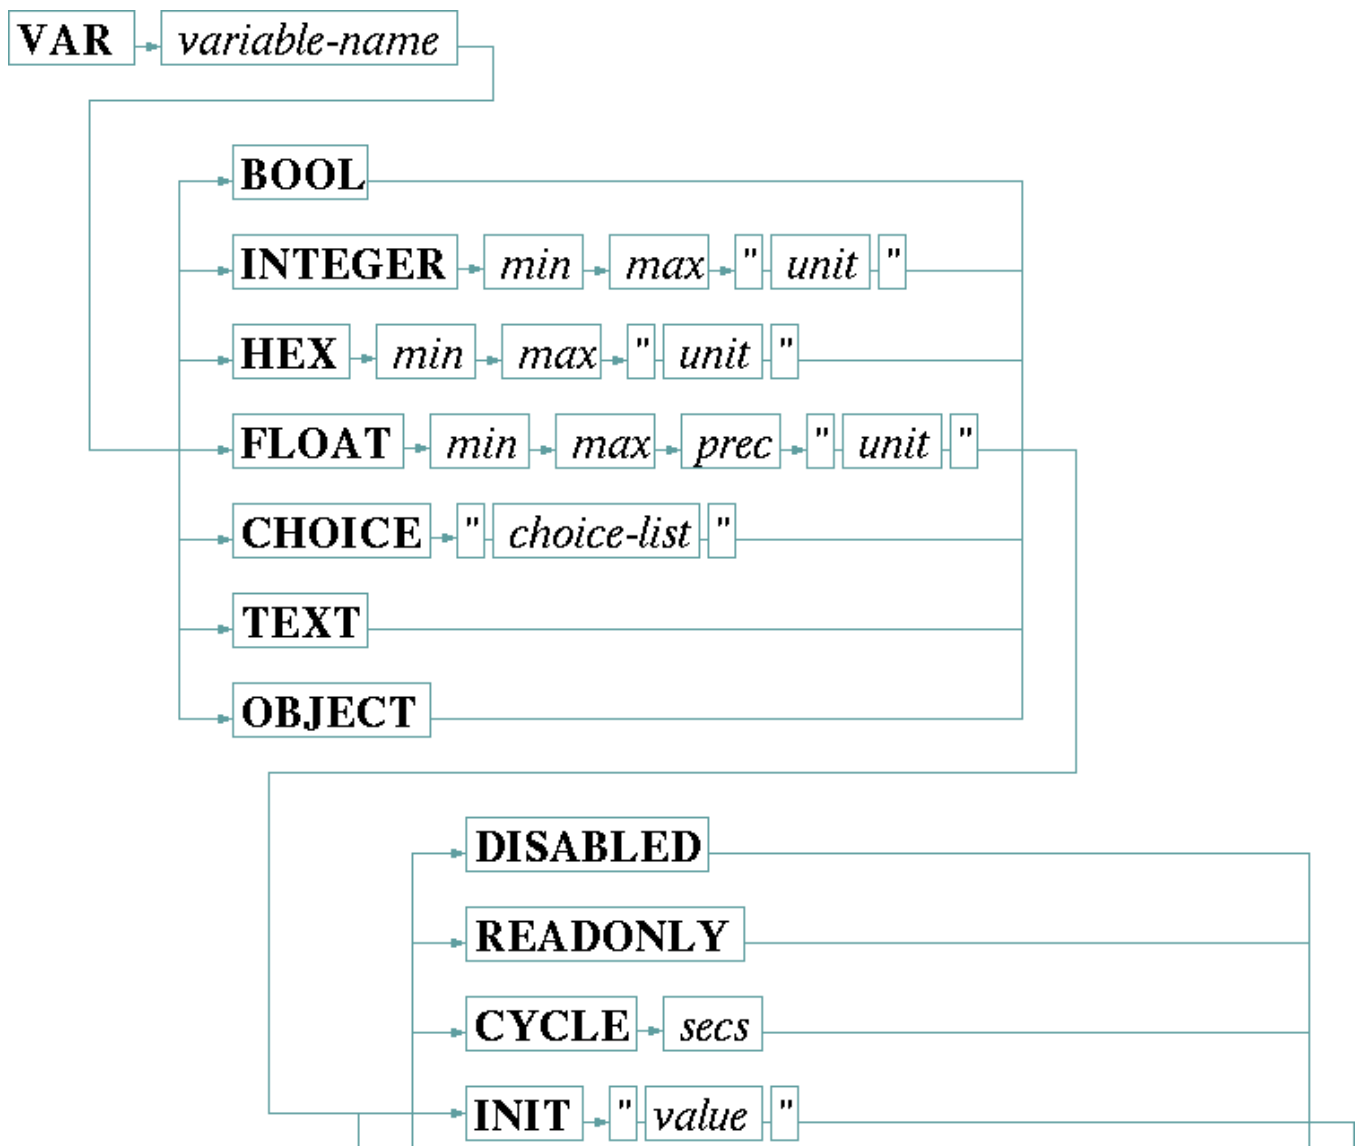 VAR variable-name
BOOL
INTEGER min max " unit "
HEX min max " unit "
FLOAT min max prec " unit "
CHOICE " choice-list "
TEXT
OBJECT
DISABLED
READONLY
CYCLE secs
INIT " value "